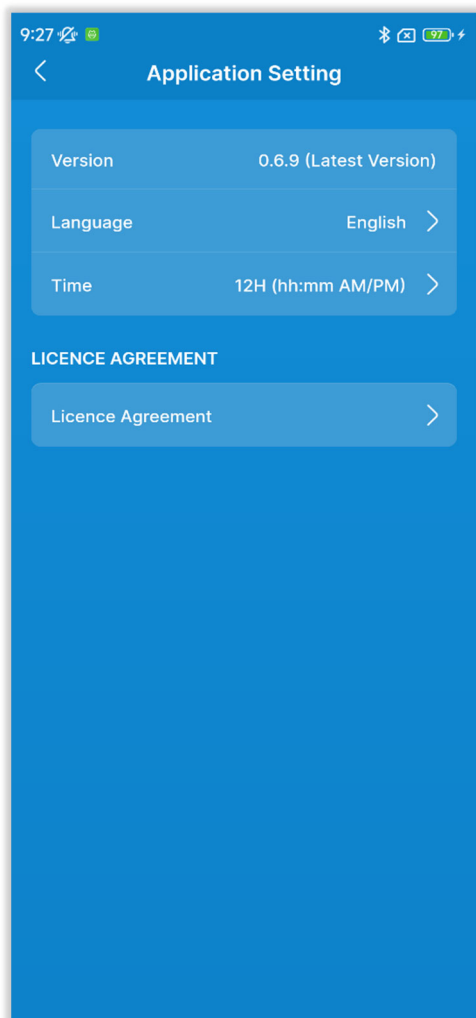 9:27
97
Application Setting
Version 0.6.9 (Latest Version)
Language English
Time 12H (hh:mm AM/PM)
LICENCE AGREEMENT
Licence Agreement